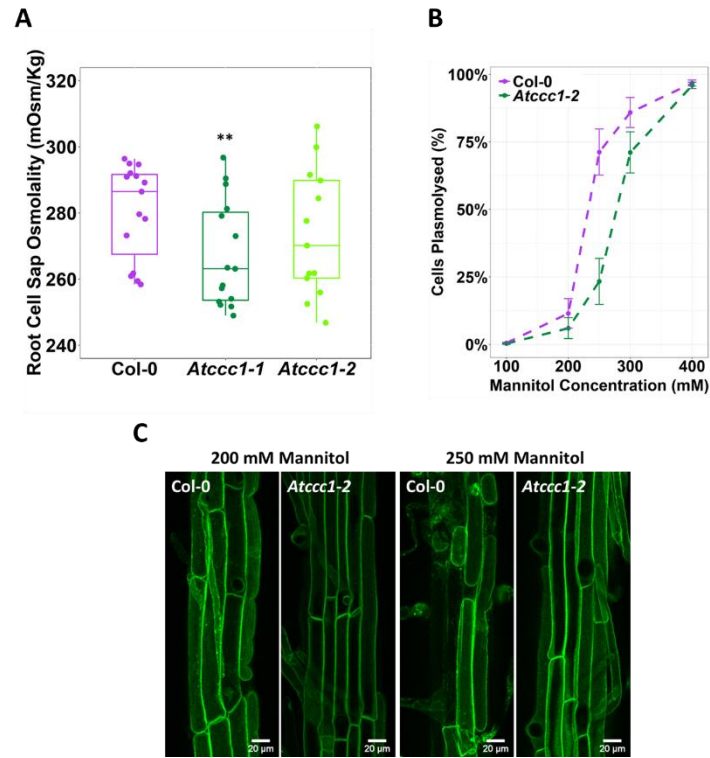 A
Root Cell Sap Osmolality (mOsm/Kg)
320
300
280
260
240
**
Col-0 Atccc1-1 Atccc1-2
B
Cells Plasmolysed (%)
100%
75%
50%
25%
0%
Col-0
Atccc1-2
100 200 300 400
Mannitol Concentration (mM)
C
200 mM Mannitol 250 mM Mannitol
Col-0 Atccc1-2 Col-0 Atccc1-2
20 µm 20 µm 20 µm 20 µm